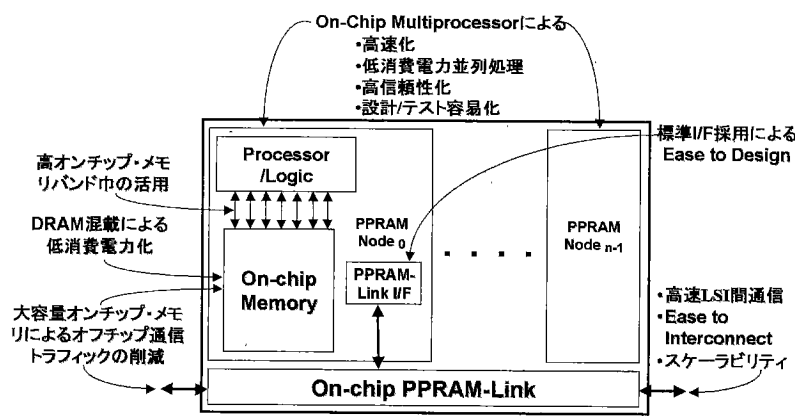 On-Chip Multiprocessorによる
・高速化
・低消費電力並列処理
・高信頼性化
・設計/テスト容易化
標準I/F採用による
Ease to Design
高オンチップ・メモ
リバンド巾の活用
DRAM混載による
低消費電力化
大容量オンチップ・メモ
リによるオフチップ通信
トラフィックの削減
Processor
/Logic
On-chip
Memory
PPRAM
Node 0
PPRAM-
Link I/F
. . . .
PPRAM
Node n-1
・高速LSI間通信
・Ease to
Interconnect
・スケーラビリティ
On-chip PPRAM-Link